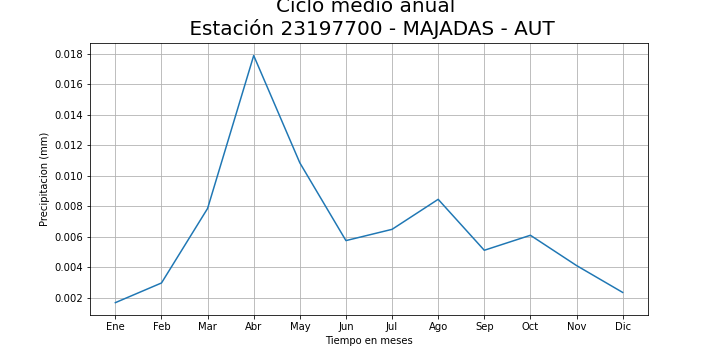 Ciclo medio anual
Estación 23197700 - MAJADAS - AUT
0.018
0.016
0.014
0.012
0.010
0.008
0.006
0.004
0.002
Precipitacion (mm)
Ene Feb Mar Abr May Jun Jul Ago Sep Oct Nov Dic
Tiempo en meses